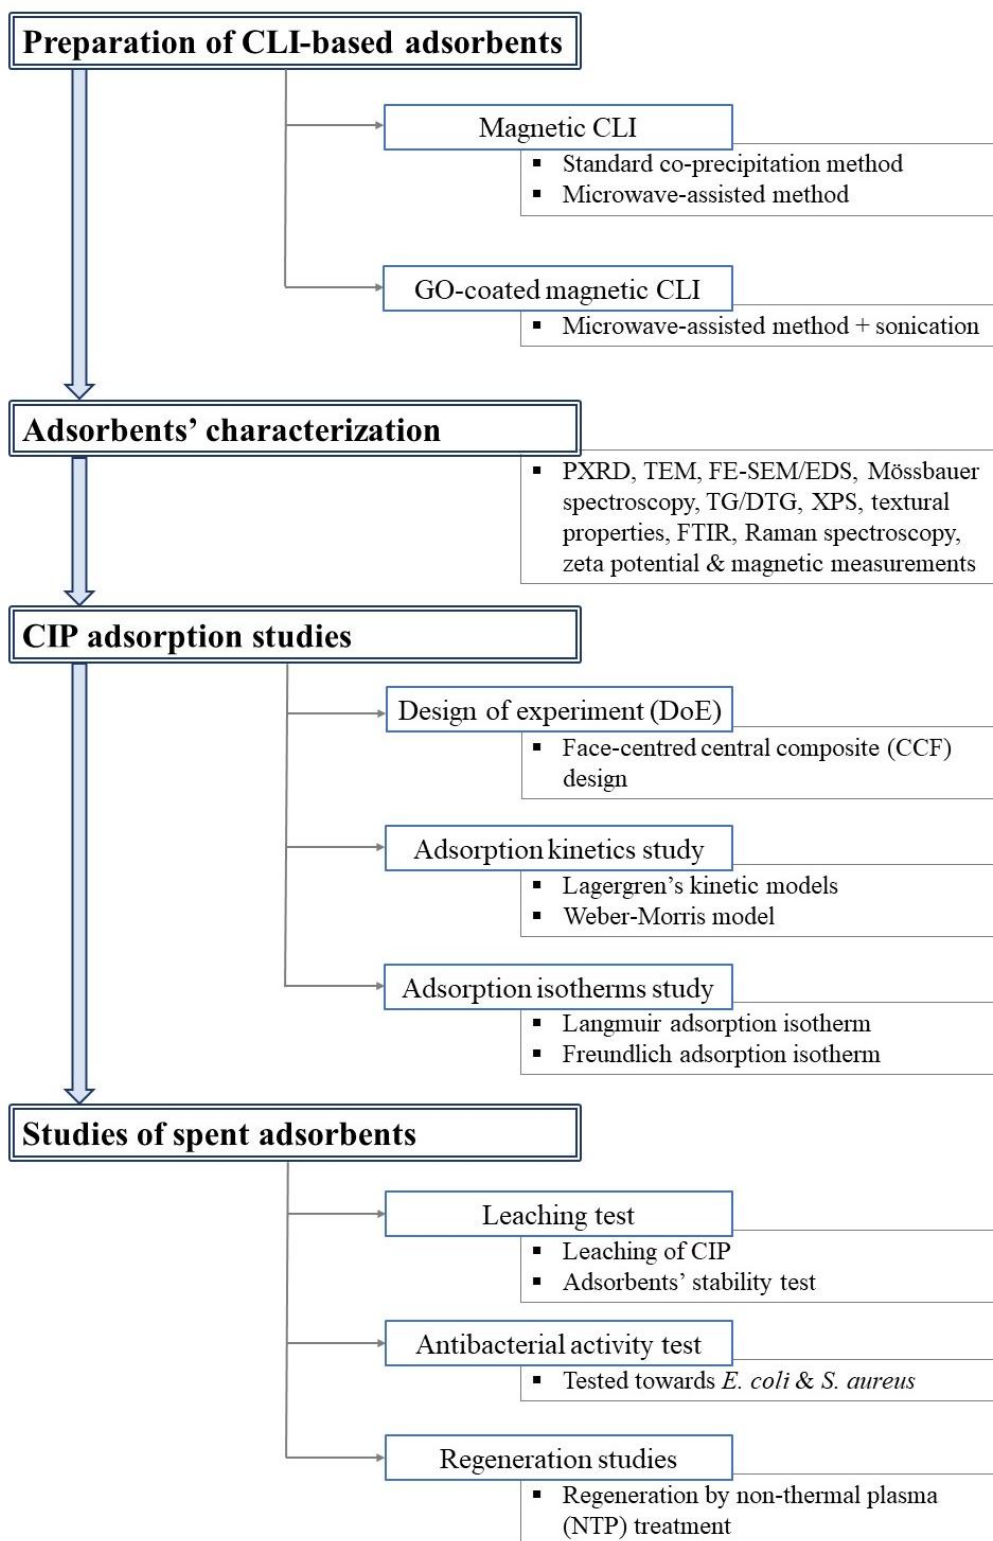 Preparation of CLI-based adsorbents
Magnetic CLI
▪ Standard co-precipitation method
▪ Microwave-assisted method
GO-coated magnetic CLI
▪ Microwave-assisted method + sonication
Adsorbents’ characterization
▪ PXRD, TEM, FE-SEM/EDS, Mössbauer
spectroscopy, TG/DTG, XPS, textural
properties, FTIR, Raman spectroscopy,
zeta potential & magnetic measurements
CIP adsorption studies
Design of experiment (DoE)
▪ Face-centred central composite (CCF)
design
Adsorption kinetics study
▪ Lagergren’s kinetic models
▪ Weber-Morris model
Adsorption isotherms study
▪ Langmuir adsorption isotherm
▪ Freundlich adsorption isotherm
Studies of spent adsorbents
Leaching test
▪ Leaching of CIP
▪ Adsorbents’ stability test
Antibacterial activity test
▪ Tested towards E. coli & S. aureus
Regeneration studies
▪ Regeneration by non-thermal plasma
(NTP) treatment